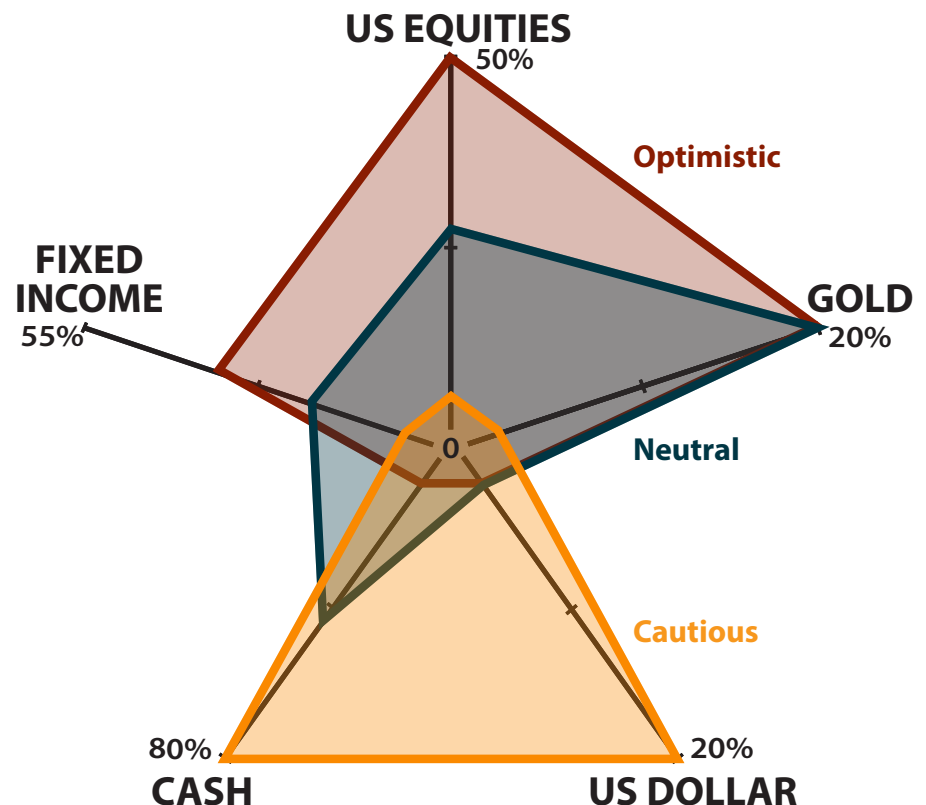 US EQUITIES
50%
Optimistic
FIXED
INCOME
55%
GOLD
20%
0
Neutral
Cautious
80%
CASH
20%
US DOLLAR